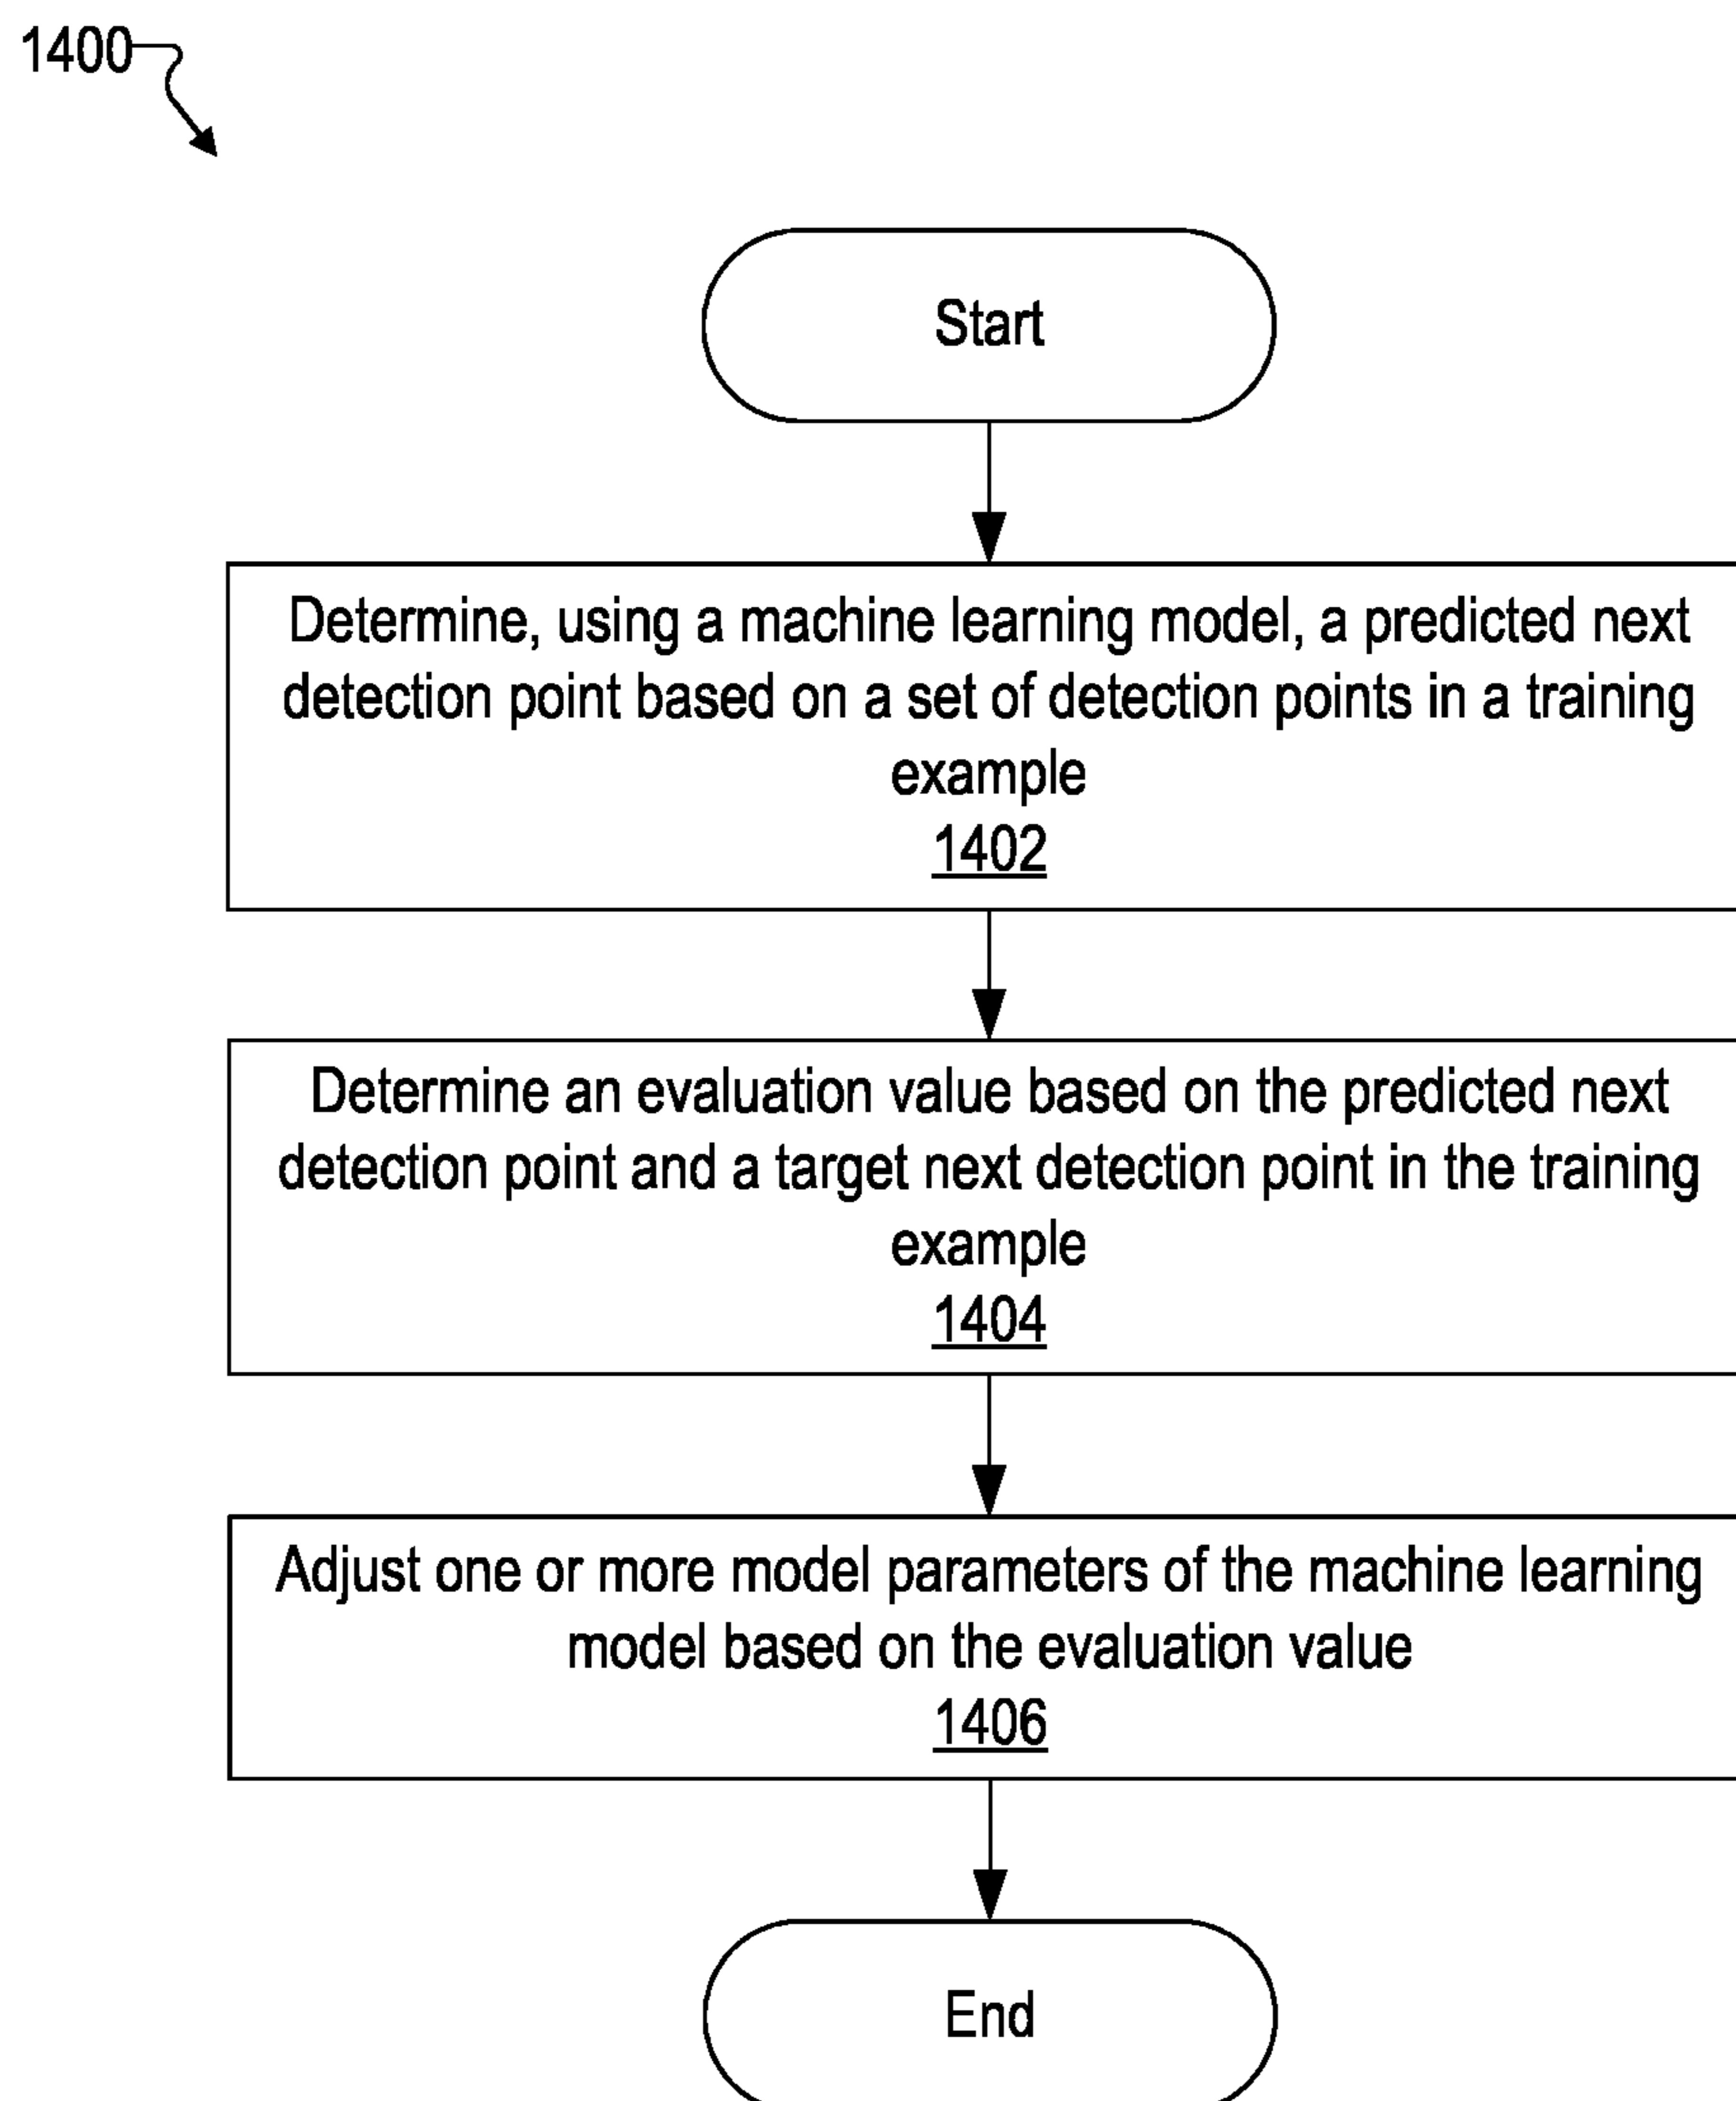 1400
Start
Determine, using a machine learning model, a predicted next
detection point based on a set of detection points in a training
example
1402
Determine an evaluation value based on the predicted next
detection point and a target next detection point in the training
example
1404
Adjust one or more model parameters of the machine learning
model based on the evaluation value
1406
End